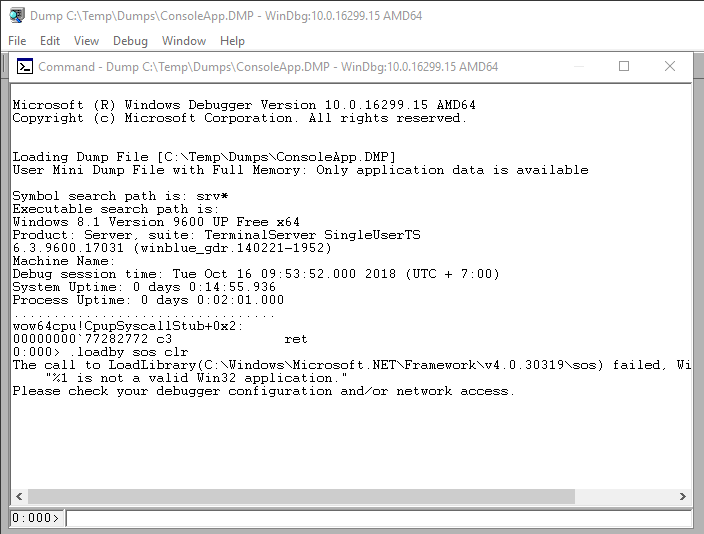 Dump C:\Temp\Dumps\ConsoleApp.DMP - WinDbg:10.0.16299.15 AMD64
File Edit View Debug Window Help
Command - Dump C:\Temp\Dumps\ConsoleApp.DMP - WinDbg:10.0.16299.15 AMD64
Microsoft (R) Windows Debugger Version 10.0.16299.15 AMD64
Copyright (c) Microsoft Corporation. All rights reserved.
Loading Dump File [C:\Temp\Dumps\ConsoleApp.DMP]
User Mini Dump File with Full Memory: Only application data is available
Symbol search path is: srv*
Executable search path is:
Windows 8.1 Version 9600 UP Free x64
Product: Server, suite: TerminalServer SingleUserTS
6.3.9600.17031 (winblue_gdr.140221-1952)
Machine Name:
Debug session time: Tue Oct 16 09:53:52.000 2018 (UTC + 7:00)
System Uptime: 0 days 0:14:55.936
Process Uptime: 0 days 0:02:01.000
................................
wow64cpu!CpupSyscallStub+0x2:
00000000`77282772 c3              ret
0:000> .loadby sos clr
The call to LoadLibrary(C:\Windows\Microsoft.NET\Framework\v4.0.30319\sos) failed, Wi
"%1 is not a valid Win32 application."
Please check your debugger configuration and/or network access.
0:000>